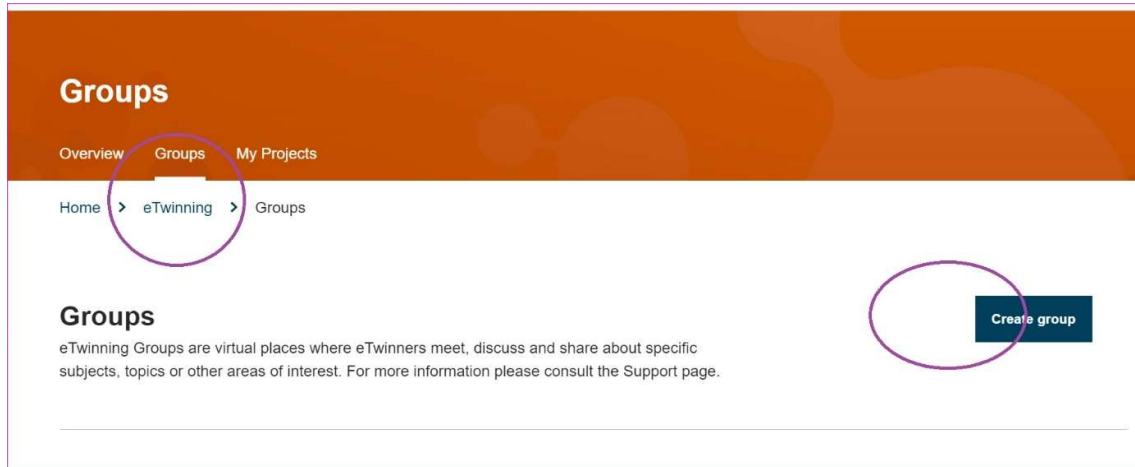 Groups
Overview Groups My Projects
Home > eTwinning > Groups
Groups
Create group
eTwinning Groups are virtual places where eTwinners meet, discuss and share about specific
subjects, topics or other areas of interest. For more information please consult the Support page.